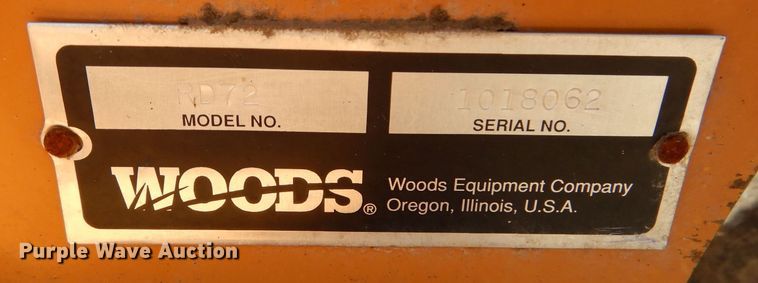 RD72
MODEL NO.
1018062
SERIAL NO.
WOODS®
Woods Equipment Company
Oregon, Illinois, U.S.A.
Purple Wave Auction